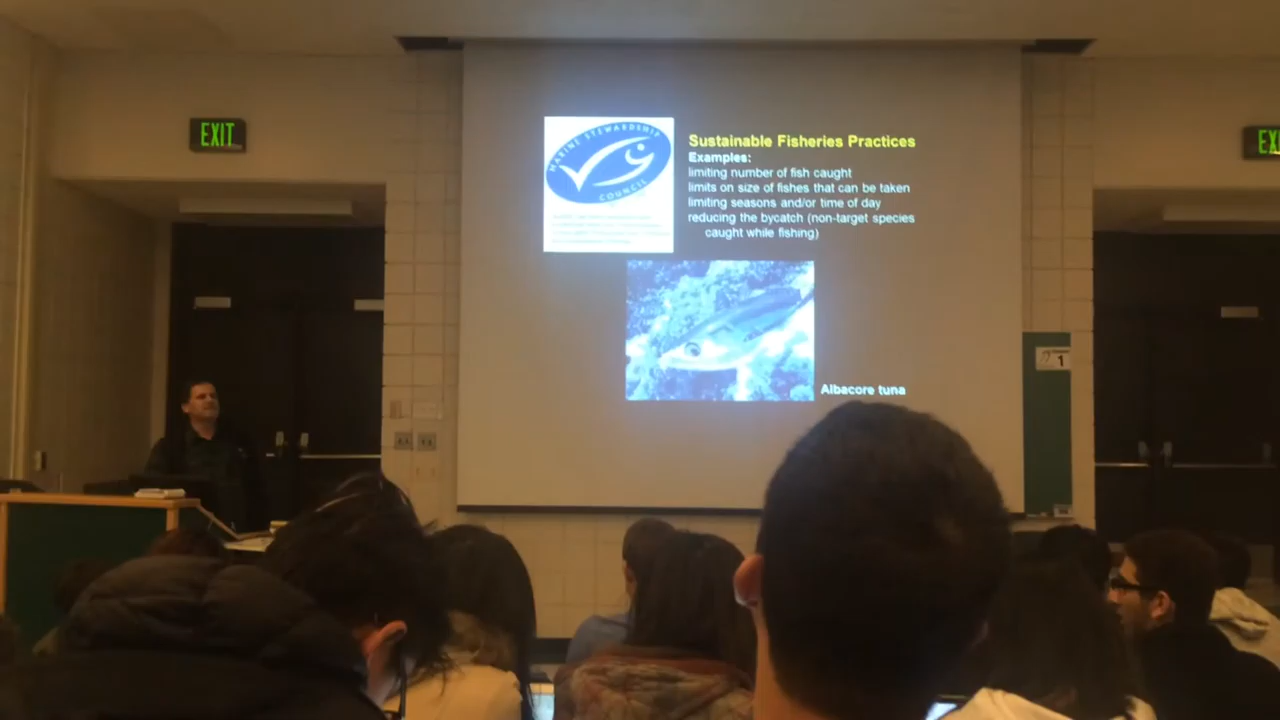 EXIT
MARINE STEWARDSHIP
COUNCIL
Sustainable Fisheries Practices
Examples:
limiting number of fish caught
limits on size of fishes that can be taken
limiting seasons and/or time of day
reducing the bycatch (non-target species
caught while fishing)
Albacore tuna
1
EX